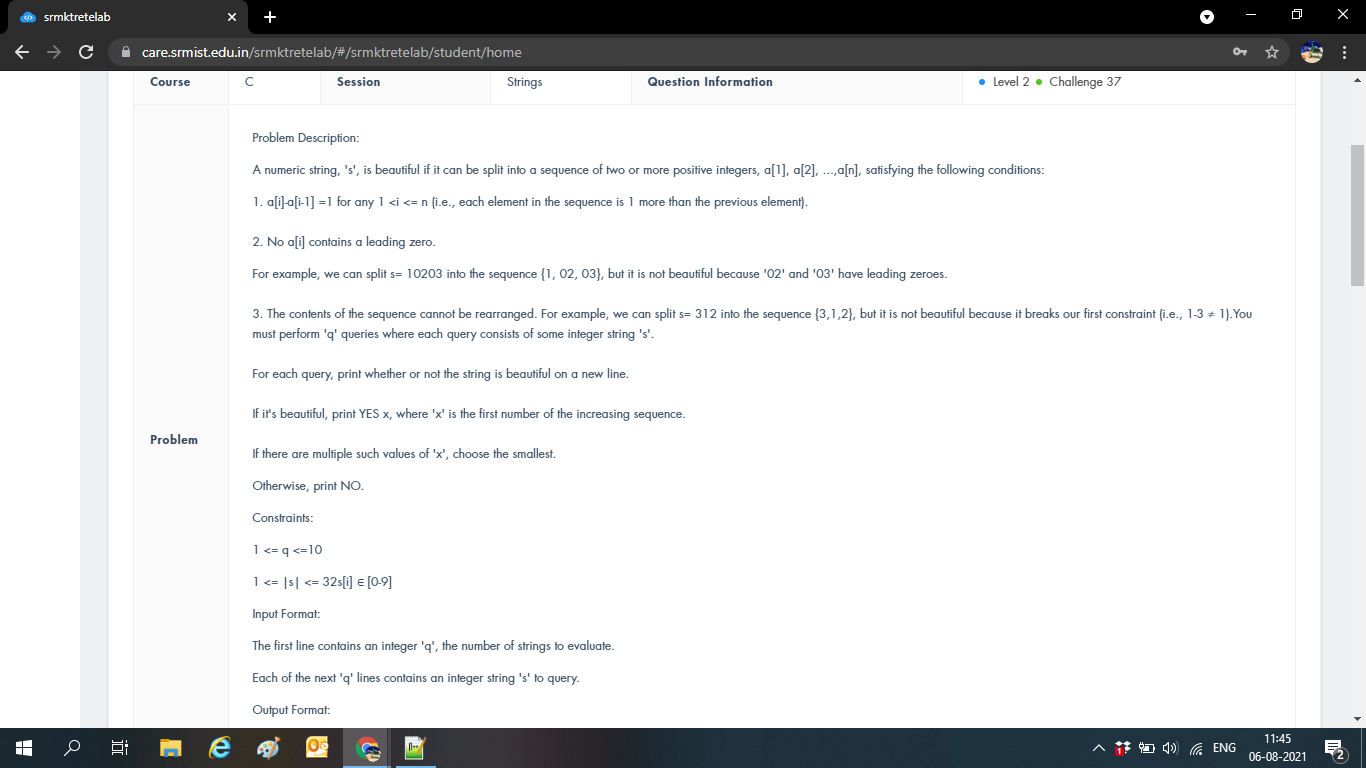 srmktretelab
care.srmist.edu.in/srmktretelab/#/srmktretelab/student/home
Course C Session Strings Question Information Level 2 Challenge 37
Problem Description:
A numeric string, 's', is beautiful if it can be split into a sequence of two or more positive integers, a[1], a[2], ...,a[n], satisfying the following conditions:
1. a[i]-a[i-1] =1 for any 1 <i <= n (i.e., each element in the sequence is 1 more than the previous element).
2. No a[i] contains a leading zero.
For example, we can split s= 10203 into the sequence {1, 02, 03}, but it is not beautiful because '02' and '03' have leading zeroes.
3. The contents of the sequence cannot be rearranged. For example, we can split s= 312 into the sequence {3,1,2}, but it is not beautiful because it breaks our first constraint (i.e., 1-3 ≠ 1).You
must perform 'q' queries where each query consists of some integer string 's'.
For each query, print whether or not the string is beautiful on a new line.
If it's beautiful, print YES x, where 'x' is the first number of the increasing sequence.
Problem
If there are multiple such values of 'x', choose the smallest.
Otherwise, print NO.
Constraints:
1 <= q <=10
1 <= |s| <= 32s[i] ∈ [0-9]
Input Format:
The first line contains an integer 'q', the number of strings to evaluate.
Each of the next 'q' lines contains an integer string 's' to query.
Output Format:
ENG
11:45
06-08-2021
2